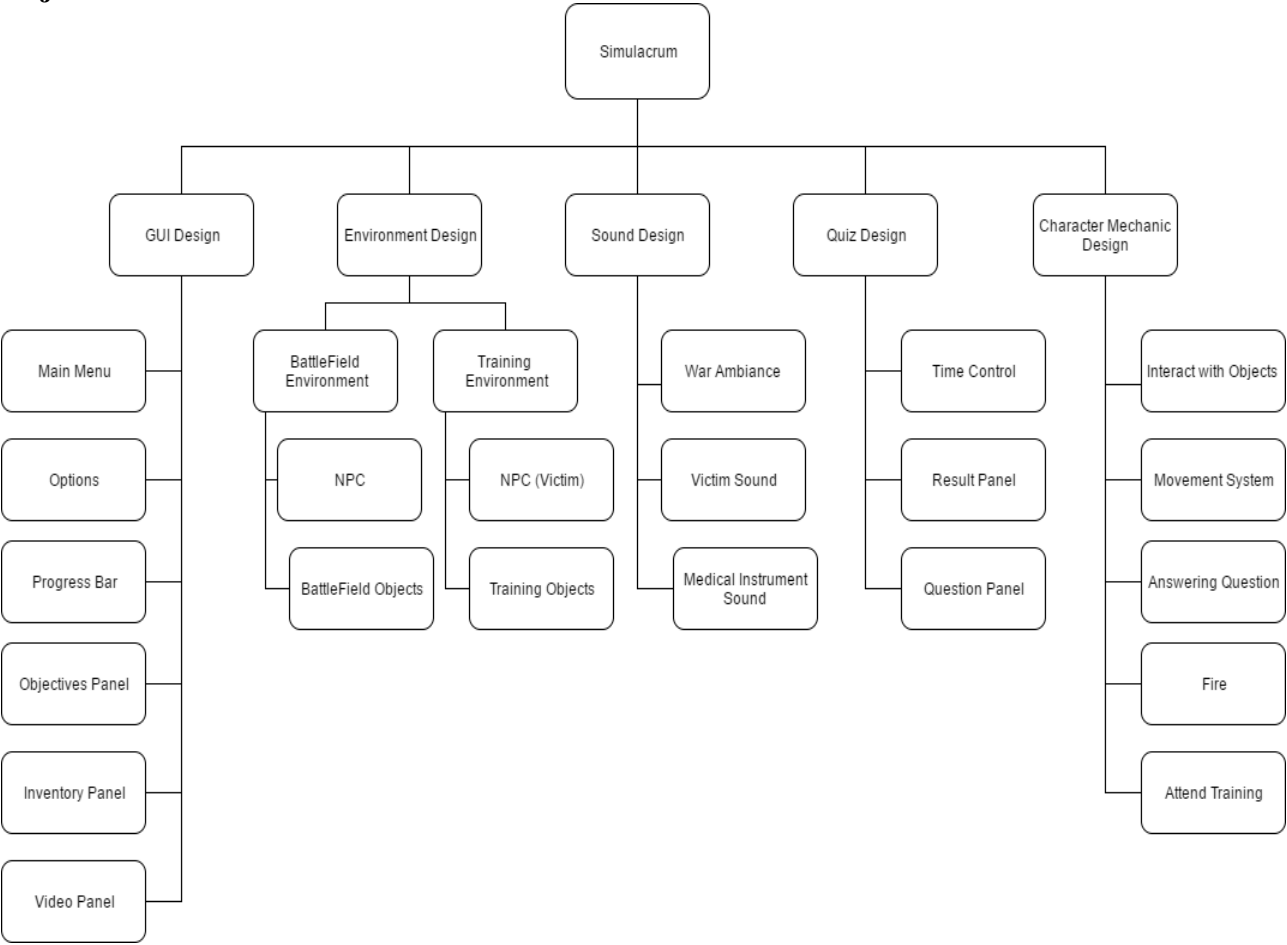 Simulacrum
GUI Design
Environment Design
Sound Design
Quiz Design
Character Mechanic
Design
Main Menu
BattleField
Environment
Training
Environment
War Ambiance
Time Control
Interact with Objects
Options
NPC
NPC (Victim)
Victim Sound
Result Panel
Movement System
Progress Bar
BattleField Objects
Training Objects
Medical Instrument
Sound
Question Panel
Answering Question
Objectives Panel
Fire
Inventory Panel
Attend Training
Video Panel